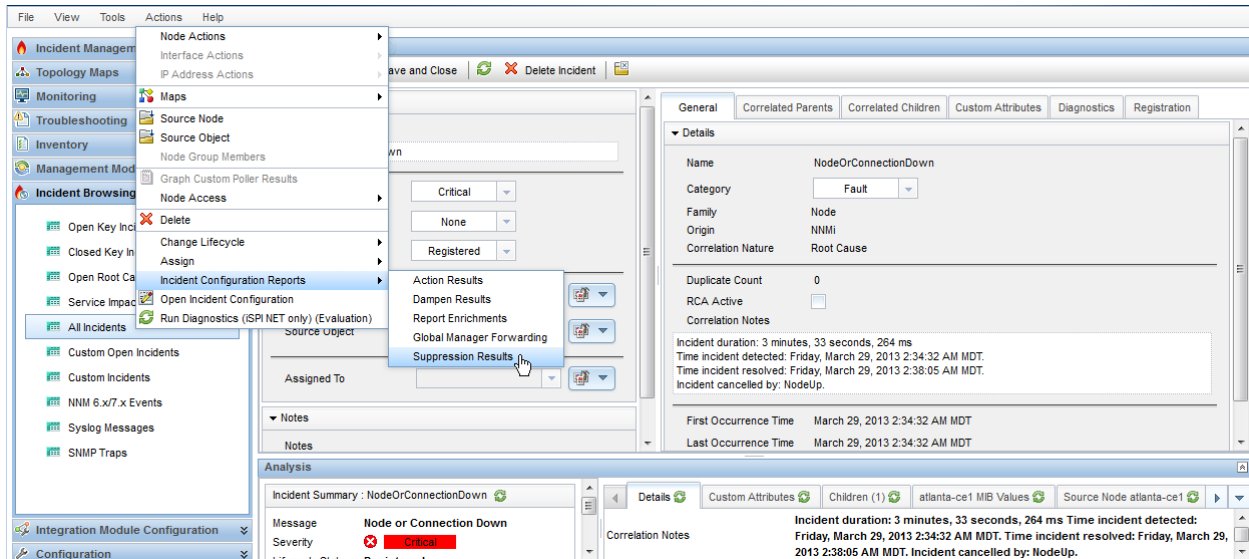 File View Tools Actions Help
Incident Managem
Topology Maps
Monitoring
Troubleshooting
Inventory
Management Mod
Incident Browsing
Open Key Inci
Closed Key In
Open Root Ca
Service Impac
All Incidents
Custom Open Incidents
Custom Incidents
NNM 6.x/7.x Events
Syslog Messages
SNMP Traps
Integration Module Configuration
Configuration
Node Actions
Interface Actions
IP Address Actions
Maps
Source Node
Source Object
Node Group Members
Graph Custom Poller Results
Node Access
Delete
Change Lifecycle
Assign
Incident Configuration Reports
Open Incident Configuration
Run Diagnostics (iSPI NET only) (Evaluation)
Action Results
Dampen Results
Report Enrichments
Global Manager Forwarding
Suppression Results
ave and Close Delete Incident
wn
Critical
None
Registered
Source Object
Assigned To
Notes
Notes
General Correlated Parents Correlated Children Custom Attributes Diagnostics Registration
Details
Name NodeOrConnectionDown
Category Fault
Family Node
Origin NNMi
Correlation Nature Root Cause
Duplicate Count 0
RCA Active
Correlation Notes
Incident duration: 3 minutes, 33 seconds, 264 ms
Time incident detected: Friday, March 29, 2013 2:34:32 AM MDT.
Time incident resolved: Friday, March 29, 2013 2:38:05 AM MDT.
Incident cancelled by: NodeUp.
First Occurrence Time March 29, 2013 2:34:32 AM MDT
Last Occurrence Time March 29, 2013 2:34:32 AM MDT
Analysis
Incident Summary : NodeOrConnectionDown
Message Node or Connection Down
Severity Critical
Details Custom Attributes Children (1) atlanta-ce1 MIB Values Source Node atlanta-ce1
Correlation Notes
Incident duration: 3 minutes, 33 seconds, 264 ms Time incident detected:
Friday, March 29, 2013 2:34:32 AM MDT. Time incident resolved: Friday, March 29,
2013 2:38:05 AM MDT. Incident cancelled by: NodeUp.